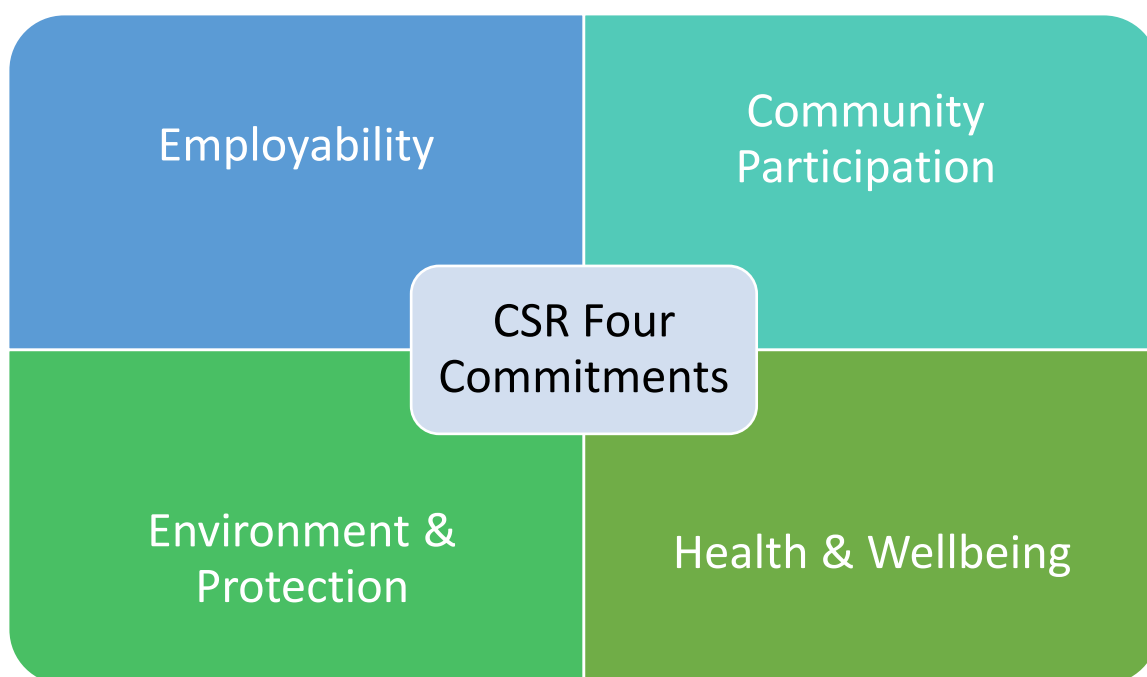 Employability
Community
Participation
CSR Four
Commitments
Environment &
Protection
Health & Wellbeing